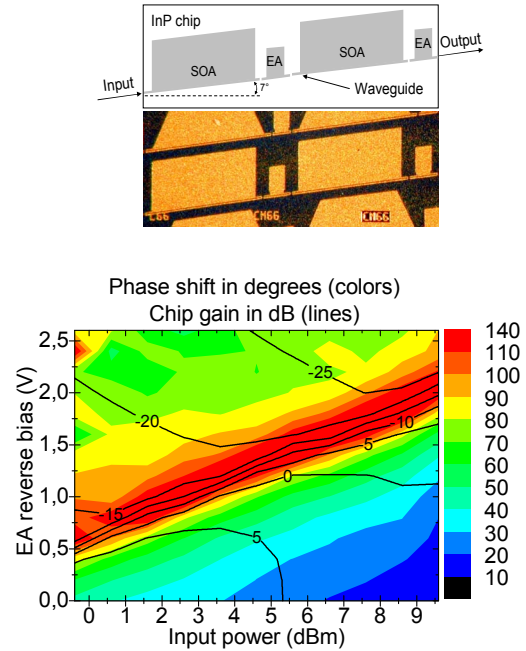 InP chip
Output
SOA
EA
SOA
EA
Input
7°
Waveguide
C66
CM66
CM66
Phase shift in degrees (colors)
Chip gain in dB (lines)
EA reverse bias (V)
2,5
2,0
1,5
1,0
0,5
0,0
-25
-20
-15
-10
5
0
5
0 1 2 3 4 5 6 7 8 9
Input power (dBm)
140
110
100
90
80
70
60
50
40
30
20
10